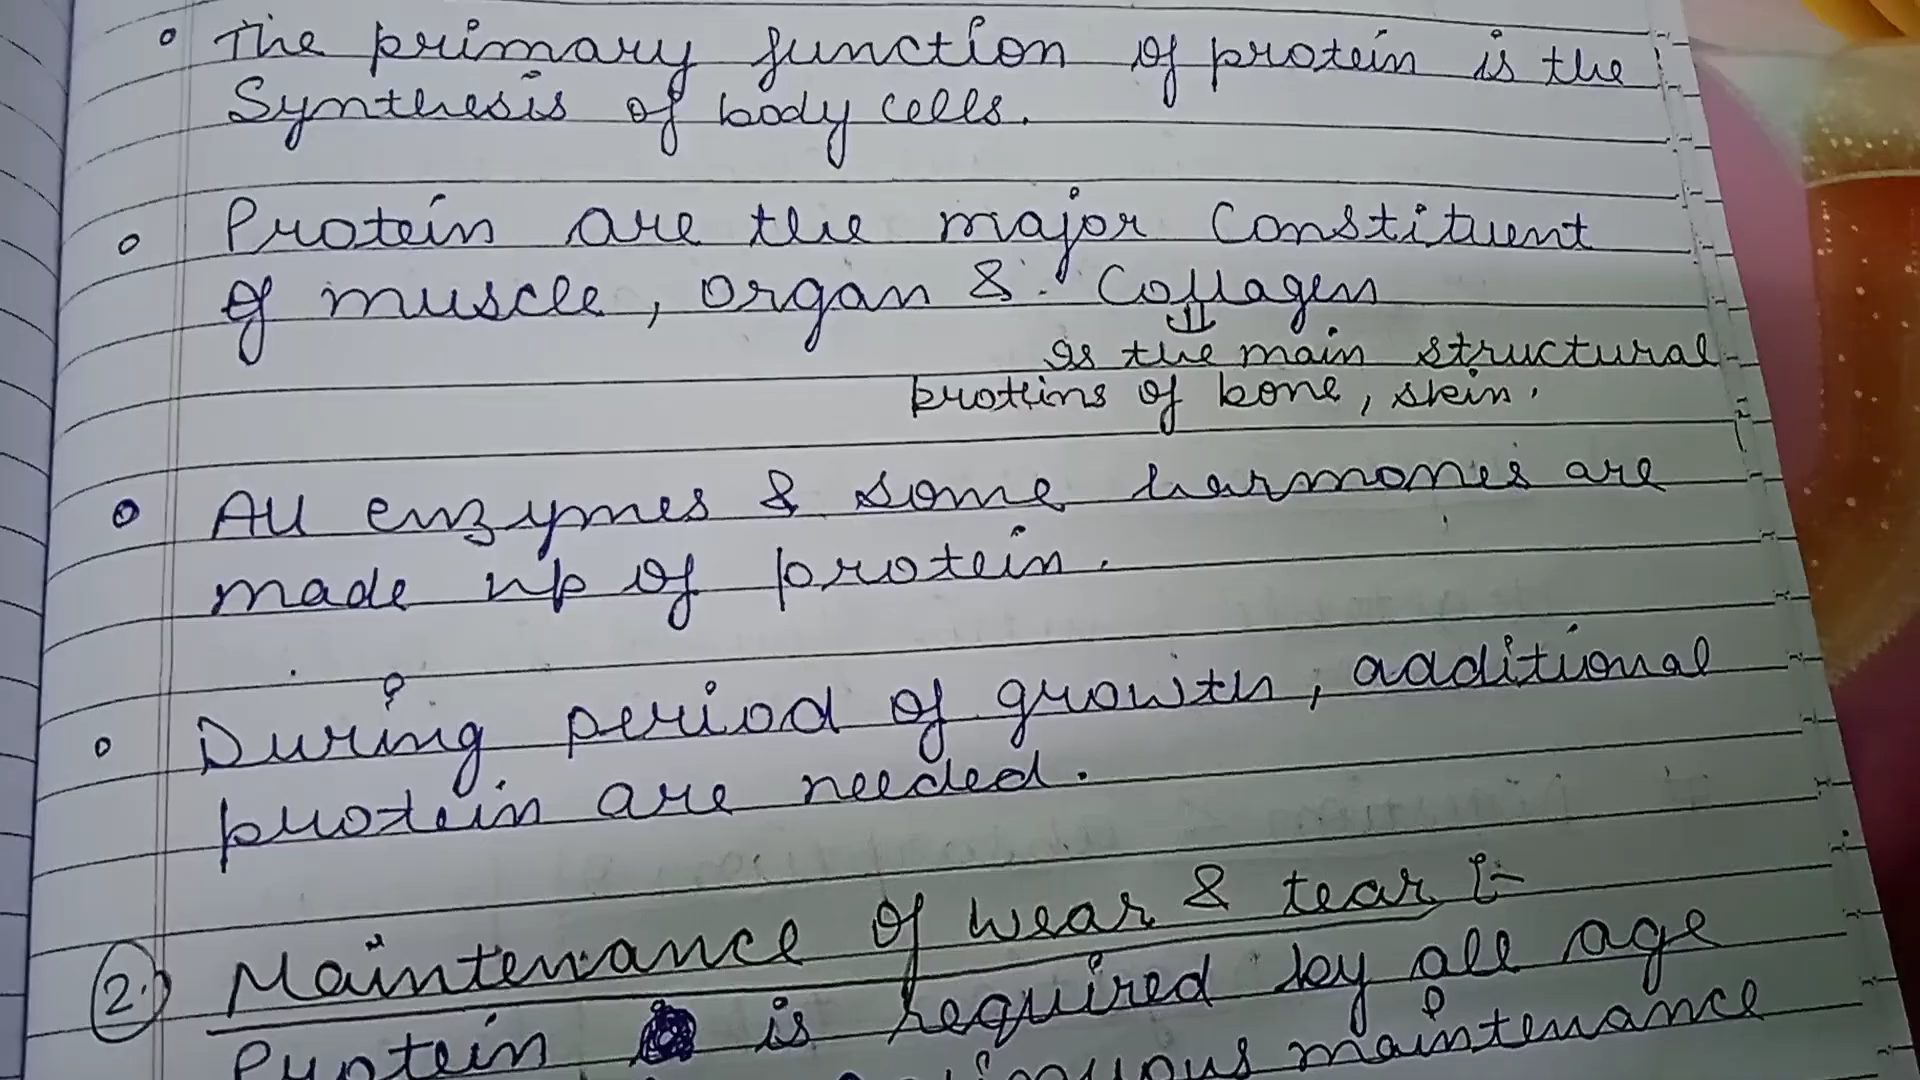 • The primary function of protein is the
Synthesis of body cells.
• Protein are the major Constituent
of muscle, organ & Collagen
⇓
Is the main structural
proteins of bone, skin.
• All enzymes & some harmones are
made up of protein.
• During period of growth, additional
protein are needed.
2. Maintenance of wear & tear :-
Protein is required by all age
maintenance